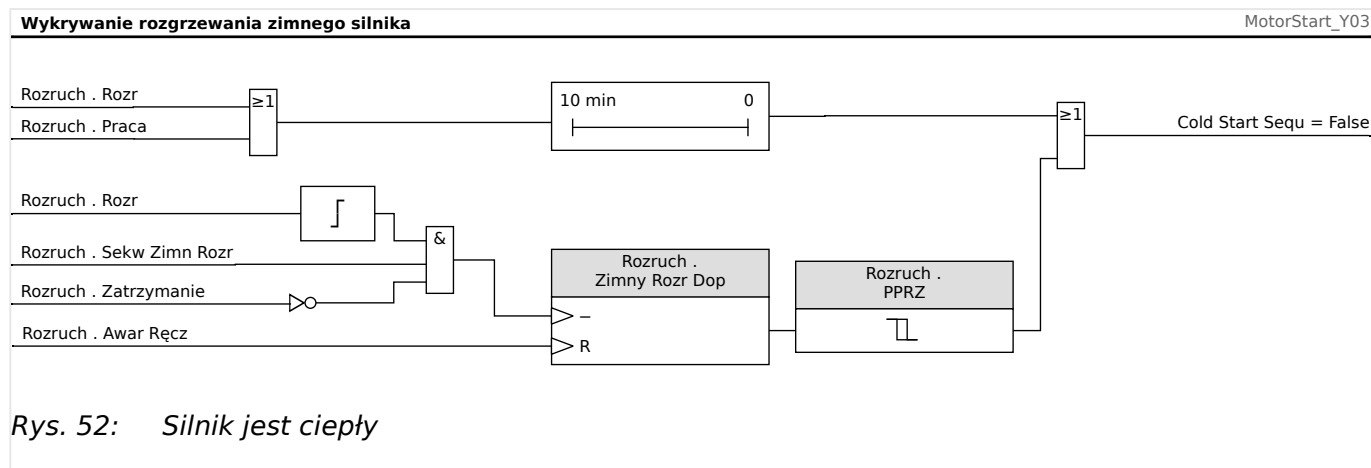 Wykrywanie rozgrzewania zimnego silnika
MotorStart_Y03
Rozruch . Rozr
Rozruch . Praca
≥1
10 min 0
≥1
Cold Start Sequ = False
Rozruch . Rozr
Rozruch . Sekw Zimn Rozr
Rozruch . Zatrzymanie
Rozruch . Awar Ręcz
&
Rozruch .
Zimny Rozr Dop
−
R
Rozruch .
PPRZ
Rys. 52: Silnik jest ciepły